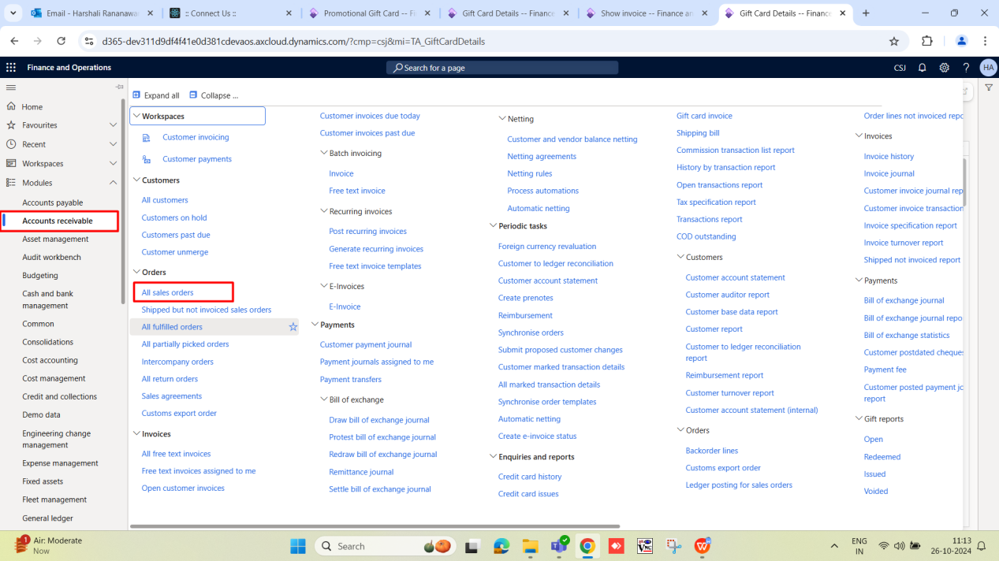 Email - Harshali Rananawa
:: Connect Us ::
Promotional Gift Card -- Fi
Gift Card Details -- Finance
Show invoice -- Finance an
Gift Card Details -- Finance
d365-dev311d9df4f41e0d381cdevaos.axcloud.dynamics.com/?cmp=csj&mi=TA_GiftCardDetails
Finance and Operations
Search for a page
CSJ
HA
Home
Favourites
Recent
Workspaces
Modules
Accounts payable
Accounts receivable
Asset management
Audit workbench
Budgeting
Cash and bank
management
Common
Consolidations
Cost accounting
Cost management
Credit and collections
Demo data
Engineering change
management
Expense management
Fixed assets
Fleet management
General ledger
Expand all
Collapse ...
Workspaces
Customer invoicing
Customer payments
Customers
All customers
Customers on hold
Customers past due
Customer unmerge
Orders
All sales orders
Shipped but not invoiced sales orders
All fulfilled orders
All partially picked orders
Intercompany orders
All return orders
Sales agreements
Customs export order
Invoices
All free text invoices
Free text invoices assigned to me
Open customer invoices
Customer invoices due today
Customer invoices past due
Batch invoicing
Invoice
Free text invoice
Recurring invoices
Post recurring invoices
Generate recurring invoices
Free text invoice templates
E-Invoices
E-Invoice
Payments
Customer payment journal
Payment journals assigned to me
Payment transfers
Bill of exchange
Draw bill of exchange journal
Protest bill of exchange journal
Redraw bill of exchange journal
Remittance journal
Settle bill of exchange journal
Netting
Customer and vendor balance netting
Netting agreements
Netting rules
Process automations
Automatic netting
Periodic tasks
Foreign currency revaluation
Customer to ledger reconciliation
Customer account statement
Create prenotes
Reimbursement
Synchronise orders
Submit proposed customer changes
Customer marked transaction details
All marked transaction details
Synchronise order templates
Automatic netting
Create e-invoice status
Enquiries and reports
Credit card history
Credit card issues
Gift card invoice
Shipping bill
Commission transaction list report
History by transaction report
Open transactions report
Tax specification report
Transactions report
COD outstanding
Customers
Customer account statement
Customer auditor report
Customer base data report
Customer report
Customer to ledger reconciliation
report
Reimbursement report
Customer turnover report
Customer account statement (internal)
Orders
Backorder lines
Customs export order
Ledger posting for sales orders
Order lines not invoiced repo
Invoices
Invoice history
Invoice journal
Customer invoice journal rep
Customer invoice transaction
Invoice specification report
Invoice turnover report
Shipped not invoiced report
Payments
Bill of exchange journal
Bill of exchange journal repo
Bill of exchange statistics
Customer postdated cheques
Payment fee
Customer posted payment jo
report
Gift reports
Open
Redeemed
Issued
Voided
1
Air: Moderate
Now
Search
ENG
IN
11:13
26-10-2024